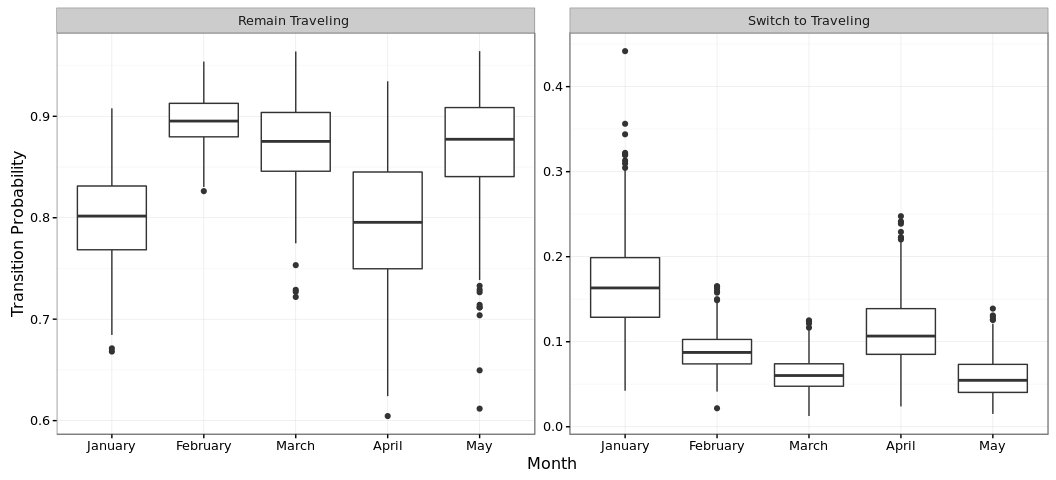 Remain Traveling
Switch to Traveling
Transition Probability
0.9
0.8
0.7
0.6
0.4
0.3
0.2
0.1
0.0
January February March April May
January February March April May
Month